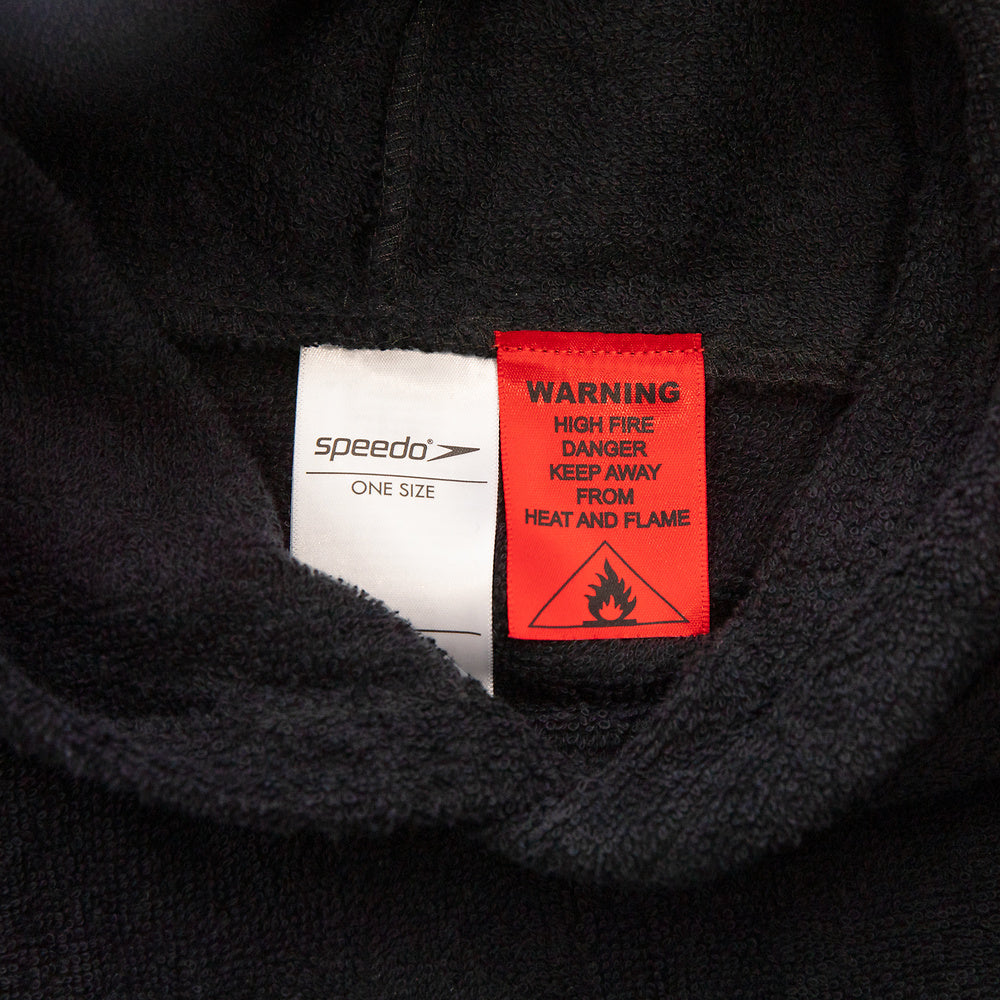 speedo®
ONE SIZE
WARNING
HIGH FIRE
DANGER
KEEP AWAY
FROM
HEAT AND FLAME